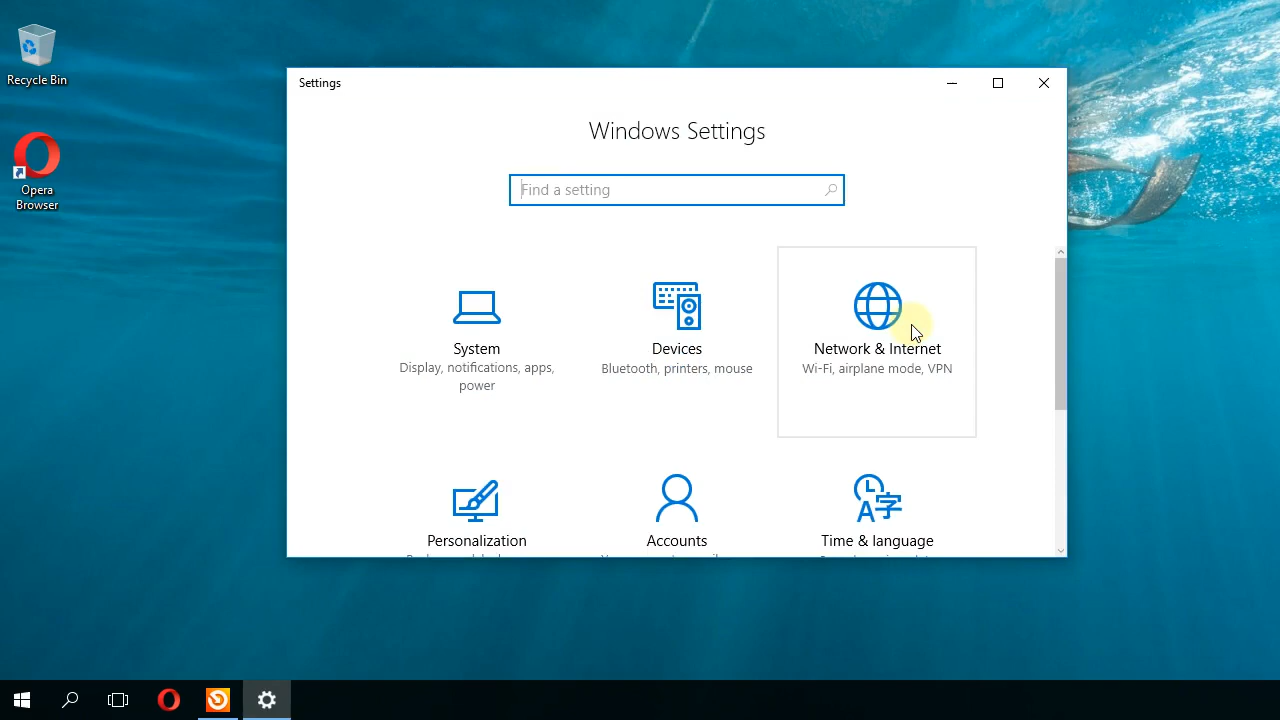 Recycle Bin
Opera
Browser
Settings
Windows Settings
Find a setting
System
Display, notifications, apps,
power
Devices
Bluetooth, printers, mouse
Network & Internet
Wi-Fi, airplane mode, VPN
Personalization
Accounts
Time & language